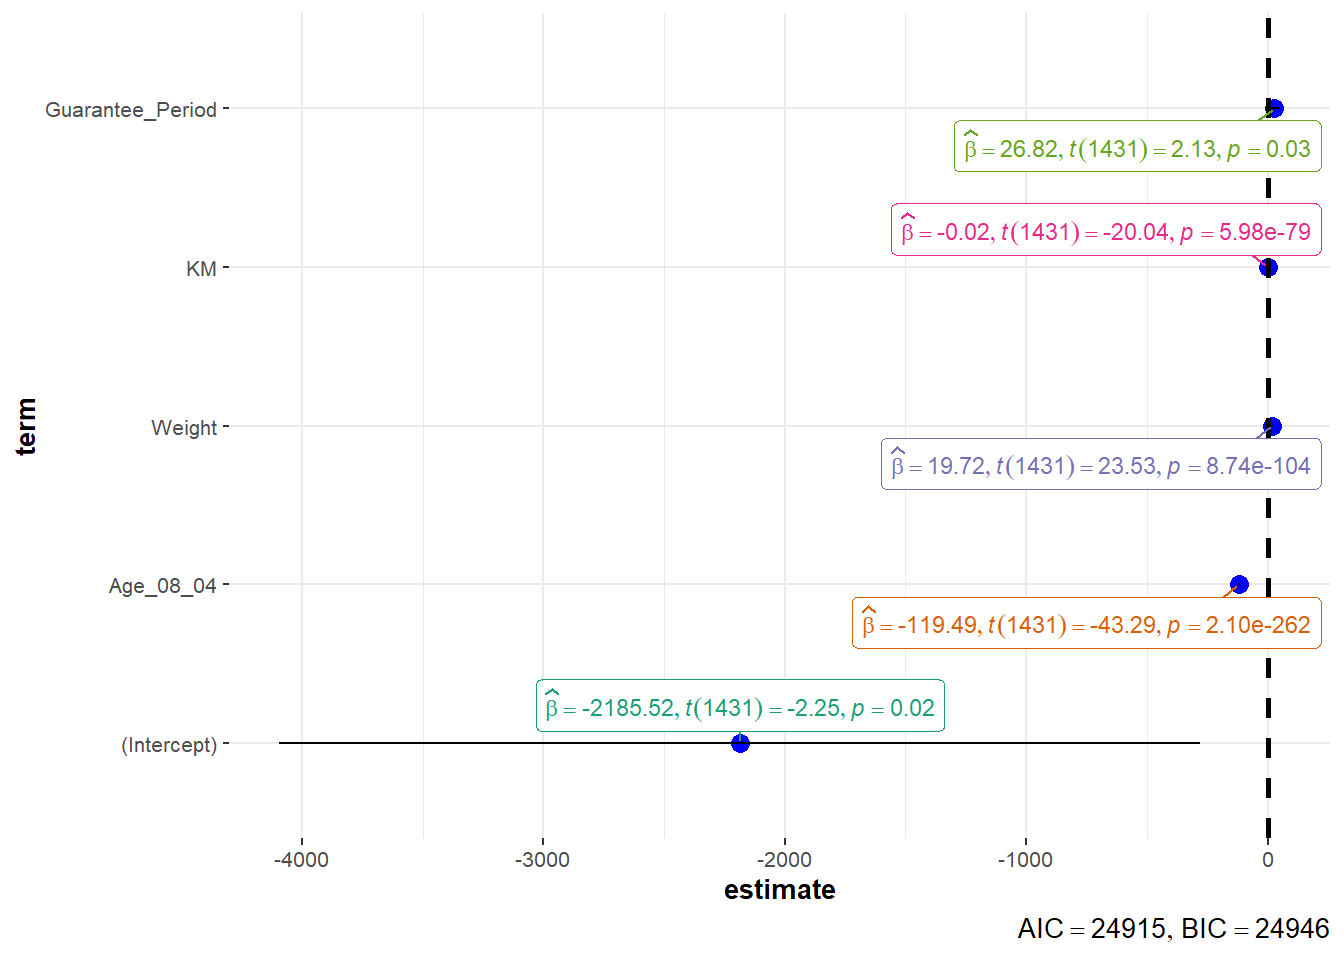 Guarantee_Period
β̂ = 26.82, t(1431) = 2.13, p = 0.03
β̂ = -0.02, t(1431) = -20.04, p = 5.98e-79
KM
term
Weight
β̂ = 19.72, t(1431) = 23.53, p = 8.74e-104
Age_08_04
β̂ = -119.49, t(1431) = -43.29, p = 2.10e-262
β̂ = -2185.52, t(1431) = -2.25, p = 0.02
(Intercept)
-4000 -3000 -2000 -1000 0
estimate
AIC = 24915, BIC = 24946